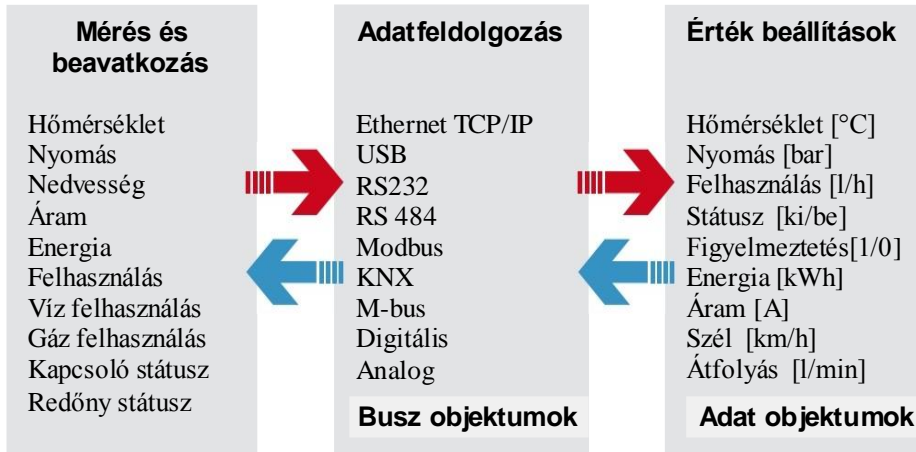 Mérés és
beavatkozás
Hőmérséklet
Nyomás
Nedvesség
Áram
Energia
Felhasználás
Víz felhasználás
Gáz felhasználás
Kapcsoló státusz
Redőny státusz
Adatfeldolgozás
Ethernet TCP/IP
USB
RS232
RS 484
Modbus
KNX
M-bus
Digitális
Analog
Busz objektumok
Érték beállítások
Hőmérséklet [°C]
Nyomás [bar]
Felhasználás [l/h]
Státusz [ki/be]
Figyelmeztetés[1/0]
Energia [kWh]
Áram [A]
Szél [km/h]
Átfolyás [l/min]
Adat objektumok